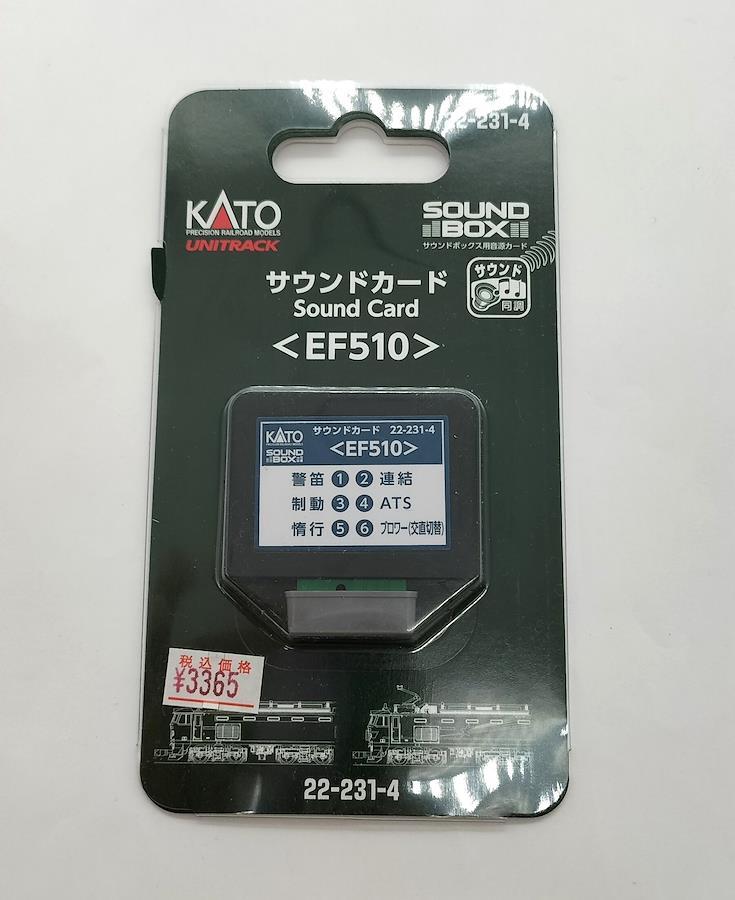 22-231-4
KATO
PRECISION RAILROAD MODELS
UNITRACK
SOUND
BOX
サウンドボックス用音源カード
サウンド
同調
サウンドカード
Sound Card
<EF510>
KATO
サウンドカード 22-231-4
SOUND
BOX
<EF510>
警笛 1 2 連結
制動 3 4 ATS
惰行 5 6 ブロワー(交直切替)
税込価格
¥3365
22-231-4